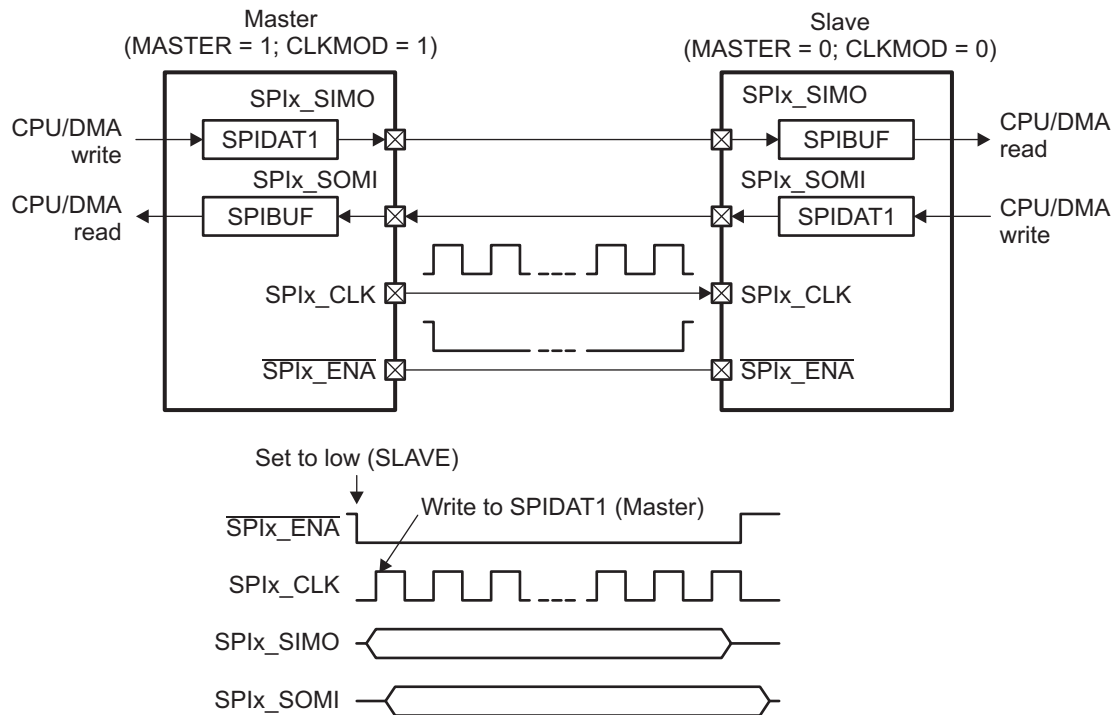 Master
(MASTER = 1; CLKMOD = 1)
Slave
(MASTER = 0; CLKMOD = 0)
SPIx_SIMO
SPIx_SIMO
CPU/DMA
write
SPIDAT1
SPIBUF
CPU/DMA
read
SPIx_SOMI
SPIx_SOMI
CPU/DMA
read
SPIBUF
SPIDAT1
CPU/DMA
write
SPIx_CLK
SPIx_CLK
SPIx_ENA
SPIx_ENA
Set to low (SLAVE)
Write to SPIDAT1 (Master)
SPIx_ENA
SPIx_CLK
SPIx_SIMO
SPIx_SOMI